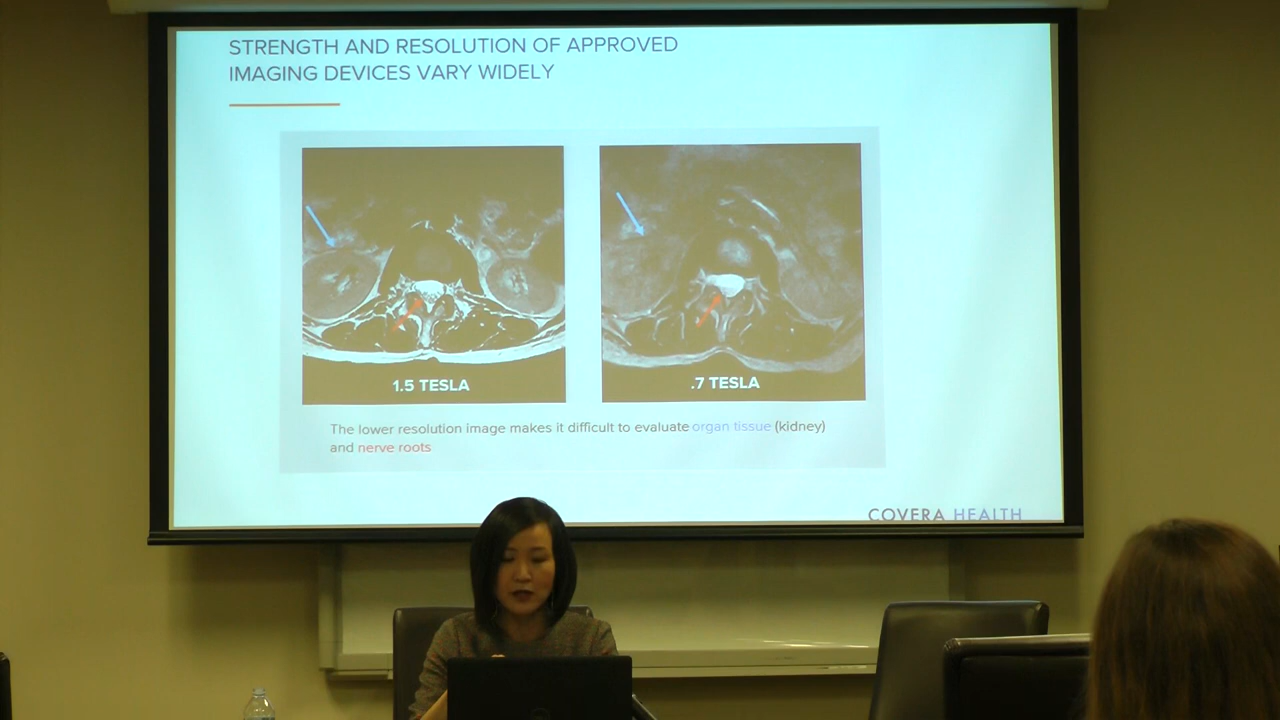 STRENGTH AND RESOLUTION OF APPROVED
IMAGING DEVICES VARY WIDELY
1.5 TESLA
.7 TESLA
The lower resolution image makes it difficult to evaluate organ tissue (kidney)
and nerve roots
COVERA HEALTH